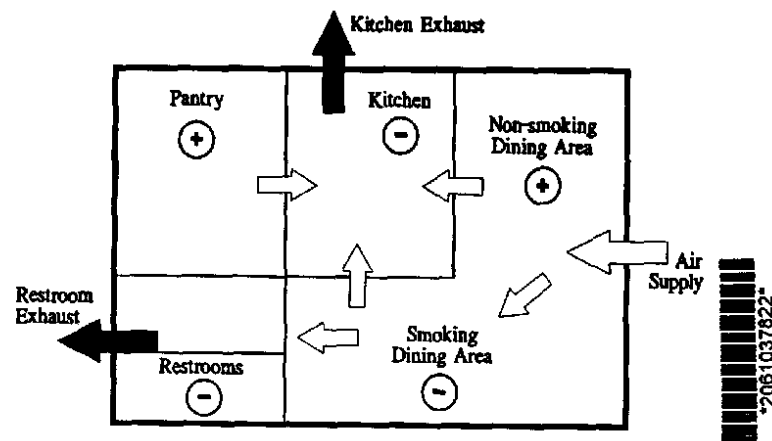 Kitchen Exhaust
Pantry
+
Kitchen
-
Non-smoking
Dining Area
+
Air
Supply
Restroom
Exhaust
Smoking
Dining Area
~
Restrooms
-
*2061037822*